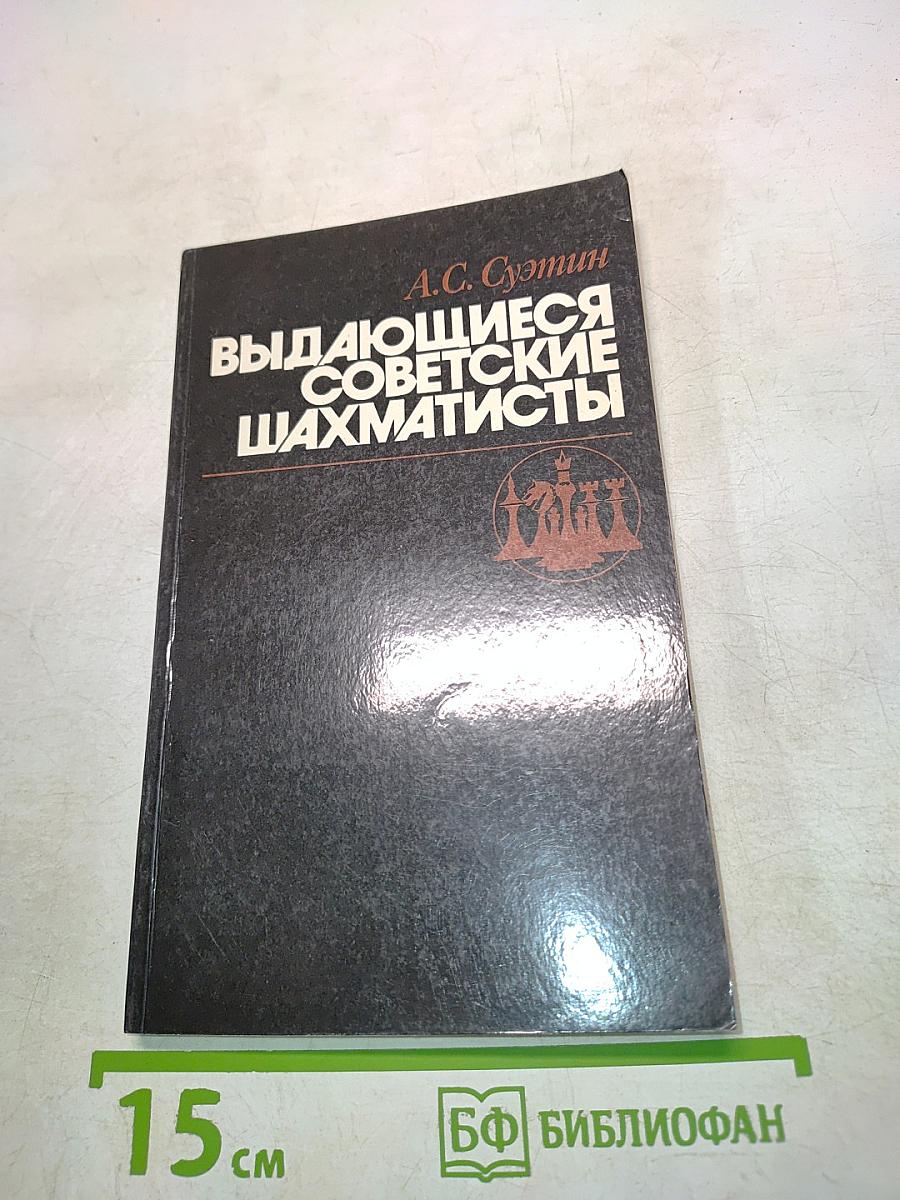 А.С. Суэтин
ВЫДАЮЩИЕСЯ
СОВЕТСКИЕ
ШАХМАТИСТЫ
15 см
БФ БИБЛИОФАН